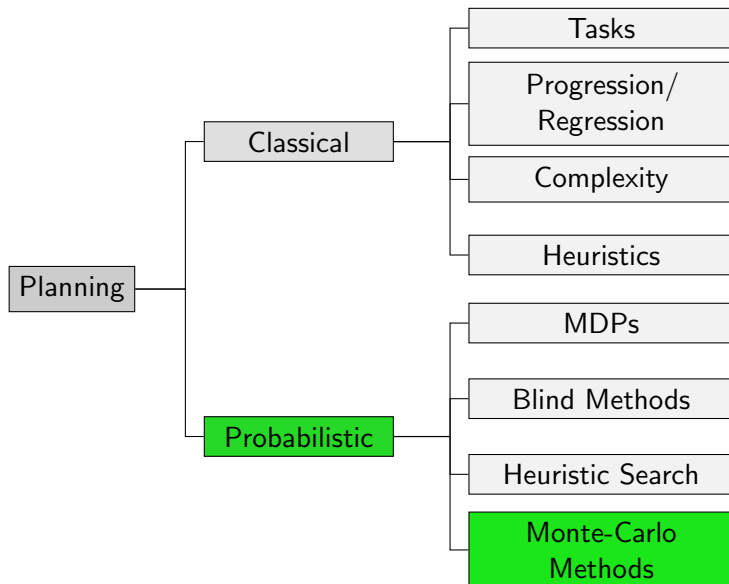 Planning
Classical
Tasks
Progression/
Regression
Complexity
Heuristics
Probabilistic
MDPs
Blind Methods
Heuristic Search
Monte-Carlo
Methods